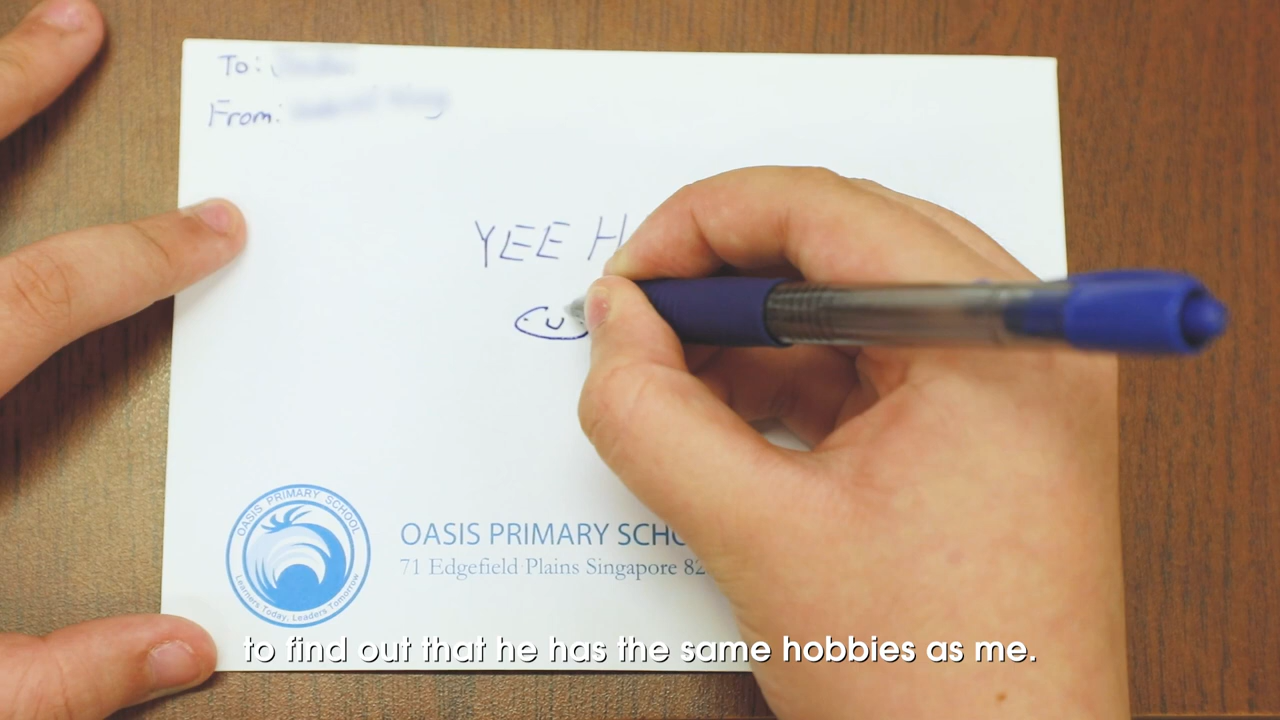 To:
From:
YEE H
OASIS PRIMARY SCHOOL
Learners Today, Leaders Tomorrow
OASIS PRIMARY SCHO
71 Edgefield Plains Singapore 82
to find out that he has the same hobbies as me.